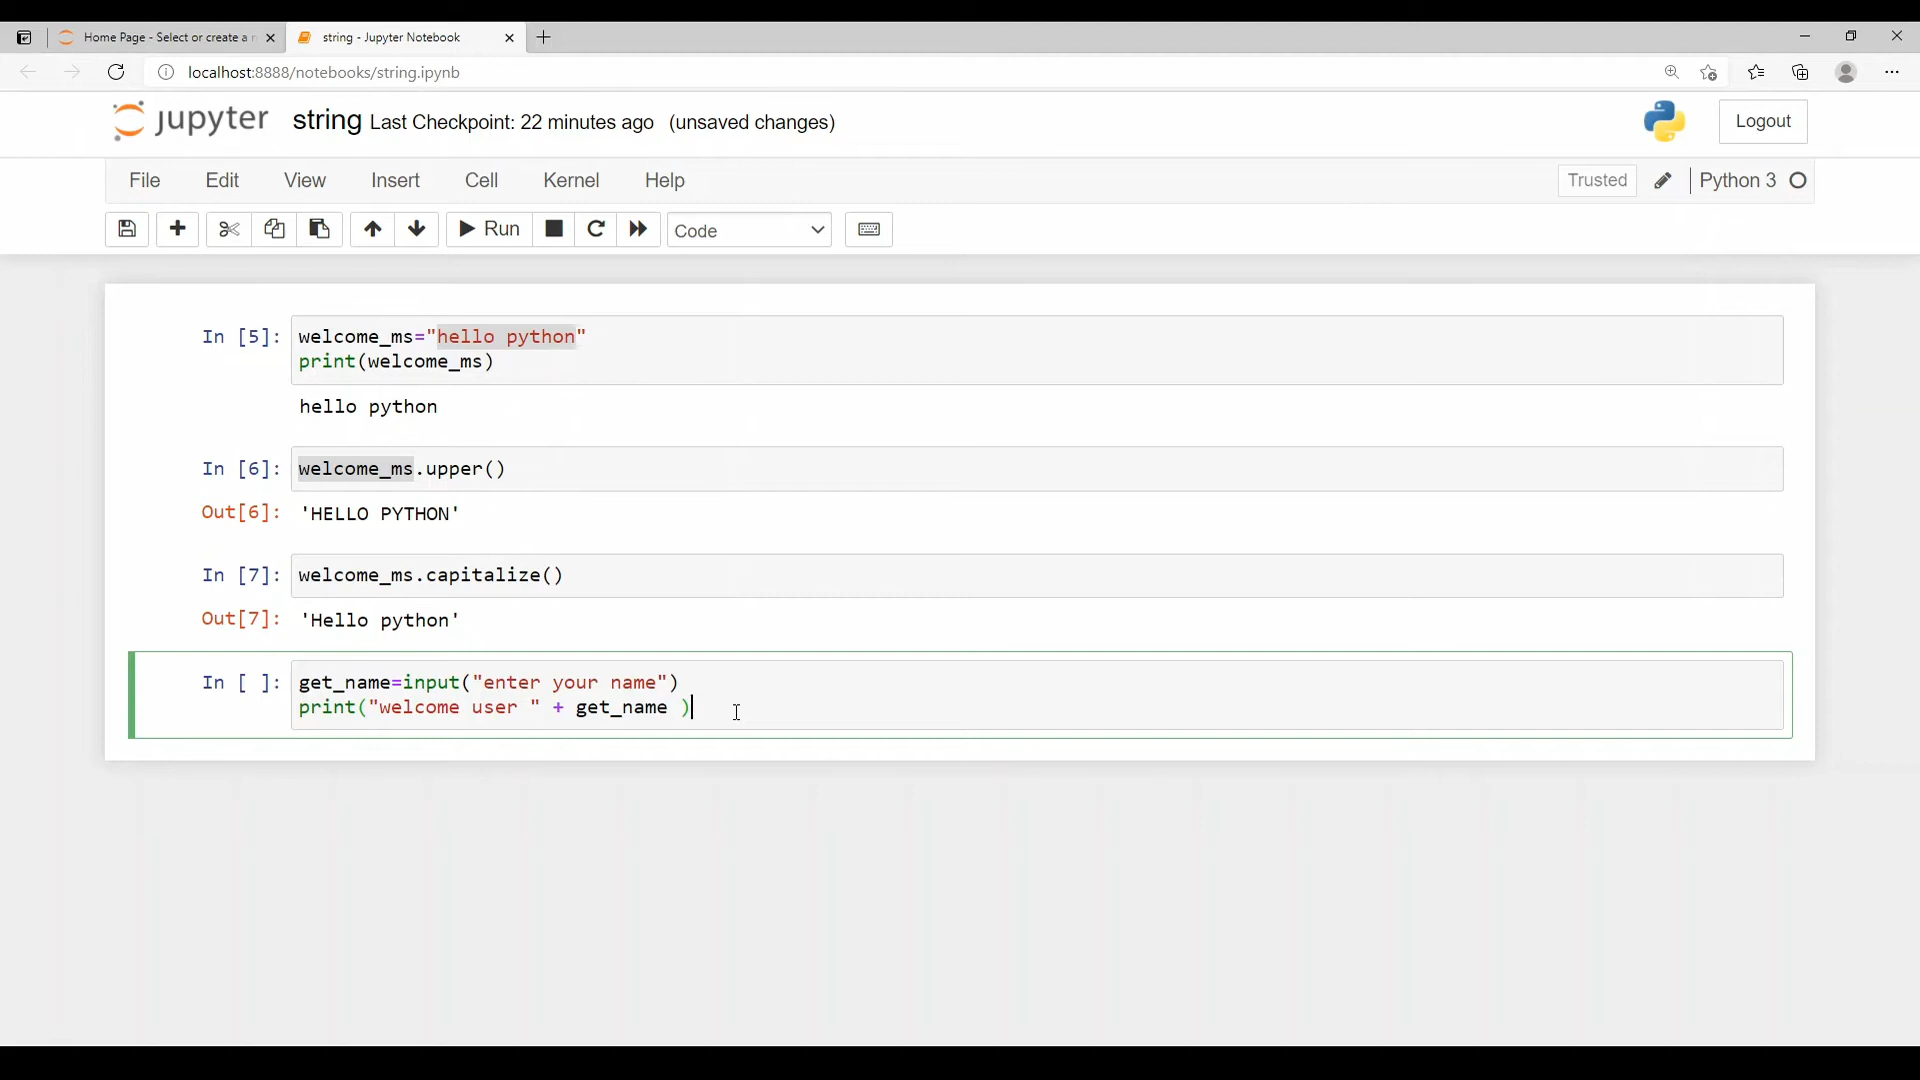 Home Page - Select or create a n
string - Jupyter Notebook
localhost:8888/notebooks/string.ipynb
jupyter string Last Checkpoint: 22 minutes ago (unsaved changes)
Logout
File Edit View Insert Cell Kernel Help
Trusted
Python 3
Run
Code
In [5]: welcome_ms="hello python"
print(welcome_ms)
hello python
In [6]: welcome_ms.upper()
Out[6]: 'HELLO PYTHON'
In [7]: welcome_ms.capitalize()
Out[7]: 'Hello python'
In [ ]: get_name=input("enter your name")
print("welcome user " + get_name )